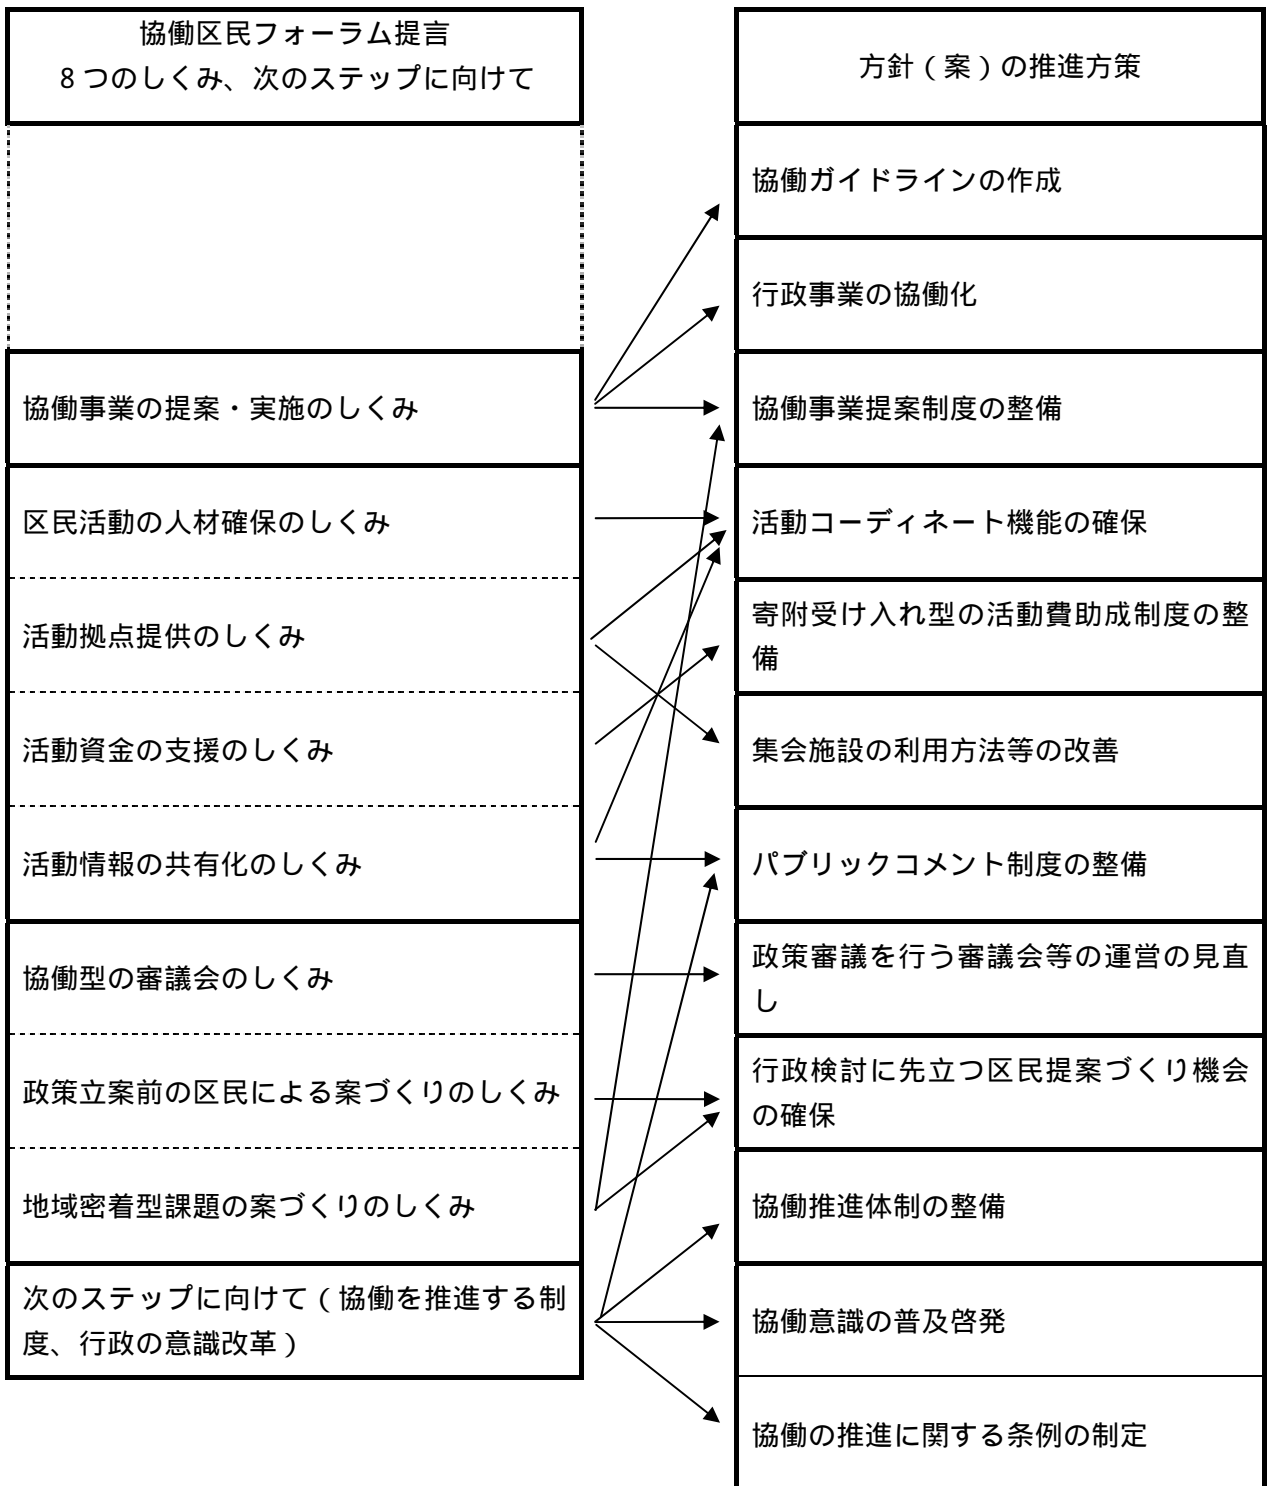 協働区民フォーラム提言
8つのしくみ、次のステップに向けて
協働事業の提案・実施のしくみ
区民活動の人材確保のしくみ
活動拠点提供のしくみ
活動資金の支援のしくみ
活動情報の共有化のしくみ
協働型の審議会のしくみ
政策立案前の区民による案づくりのしくみ
地域密着型課題の案づくりのしくみ
次のステップに向けて（協働を推進する制
度、行政の意識改革）
方針（案）の推進方策
協働ガイドラインの作成
行政事業の協働化
協働事業提案制度の整備
活動コーディネート機能の確保
寄附受け入れ型の活動費助成制度の整
備
集会施設の利用方法等の改善
パブリックコメント制度の整備
政策審議を行う審議会等の運営の見直
し
行政検討に先立つ区民提案づくり機会
の確保
協働推進体制の整備
協働意識の普及啓発
協働の推進に関する条例の制定